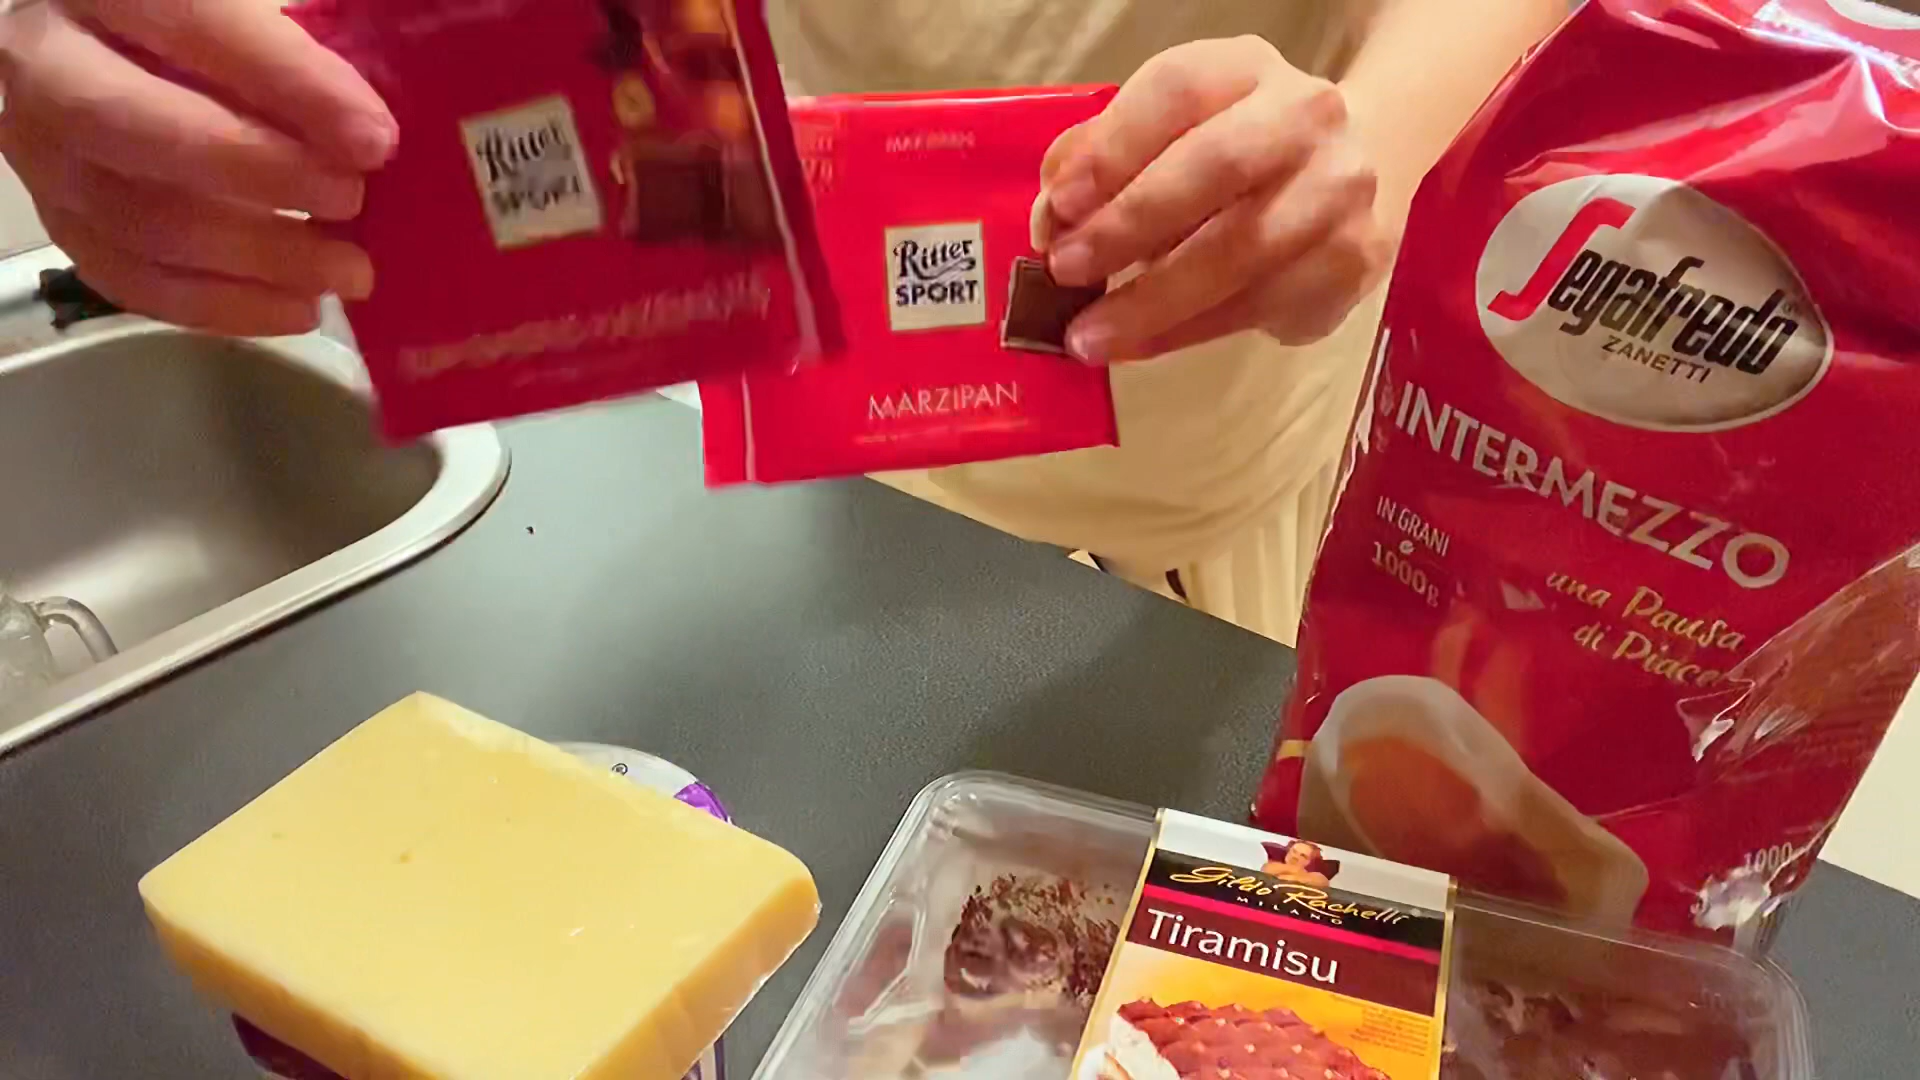 Ritter
SPORT
MARZIPAN
Ritter
SPORT
MARZIPAN
Segafredo
ZANETTI
INTERMEZZO
IN GRANI
1000g
una Pausa
di
1000
®
Gildo Rachelli
MILANO
Tiramisu